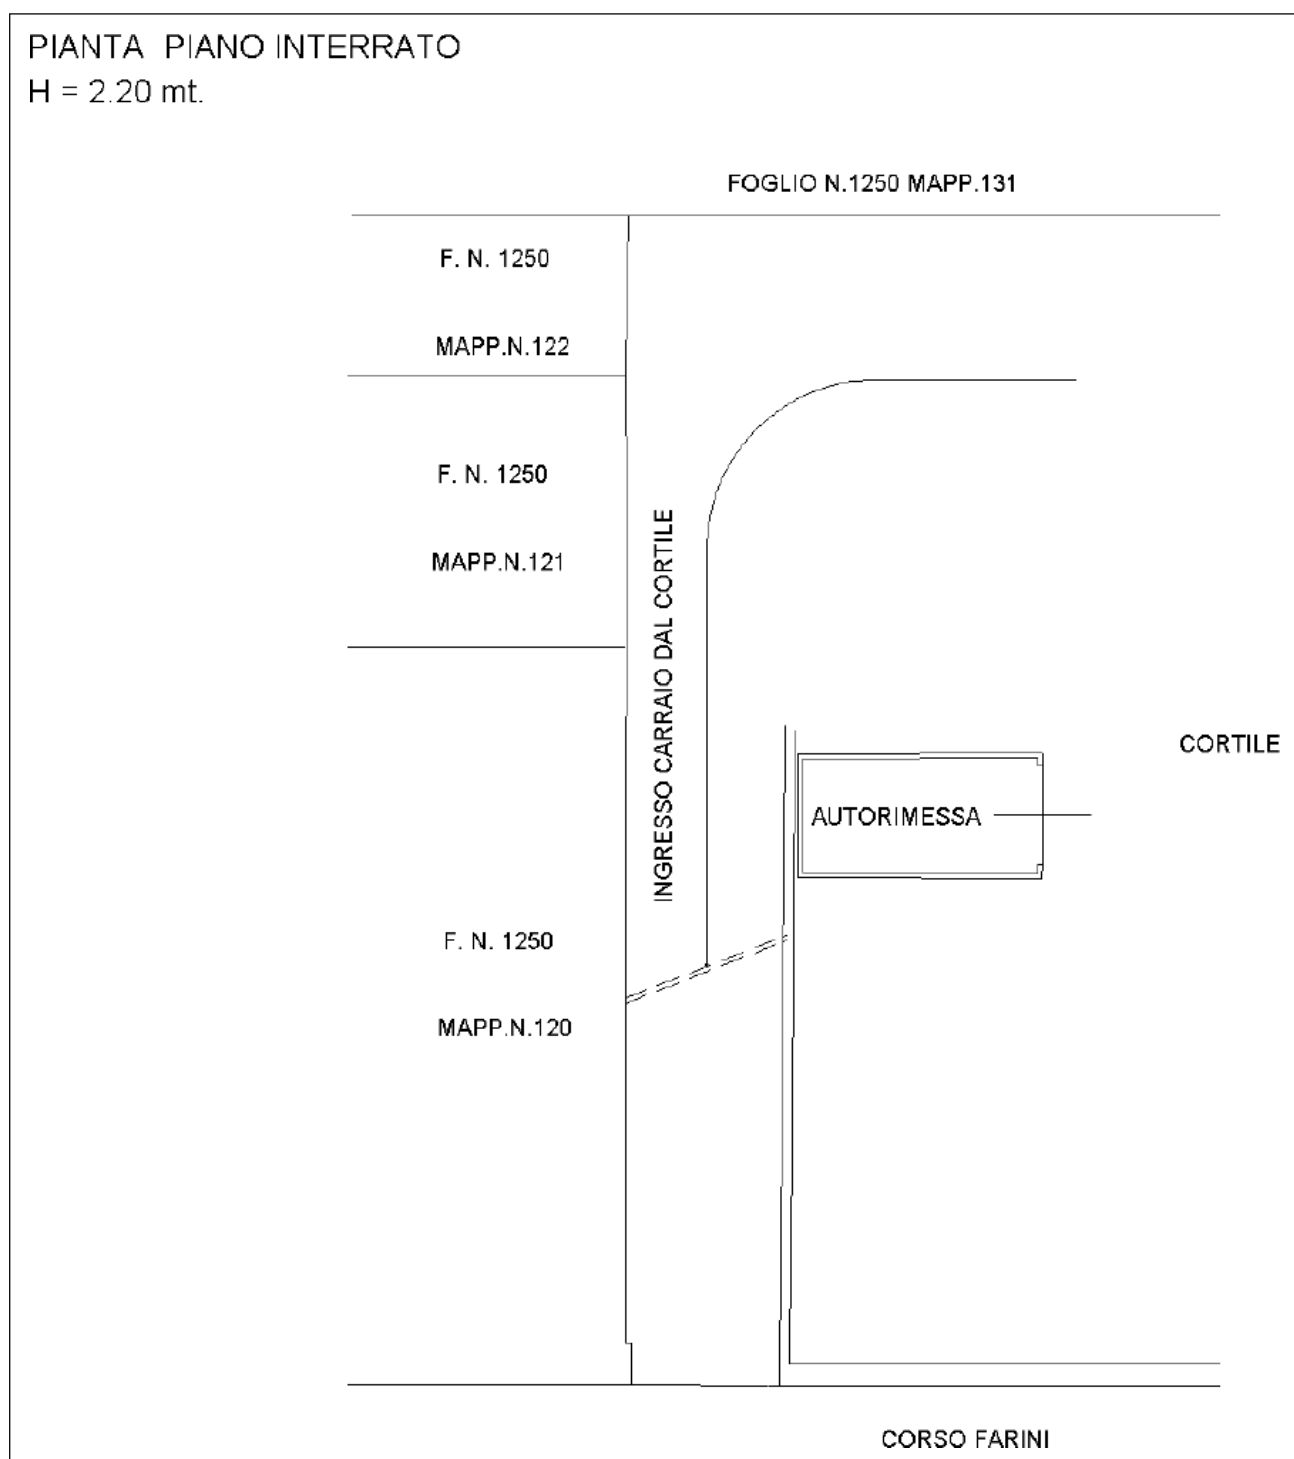 PIANTA PIANO INTERRATO
H = 2.20 mt.
FOGLIO N.1250 MAPP.131
F. N. 1250
MAPP.N.122
F. N. 1250
MAPP.N.121
INGRESSO CARRAIO DAL CORTILE
CORTILE
AUTORIMESSA
F. N. 1250
MAPP.N.120
CORSO FARINI